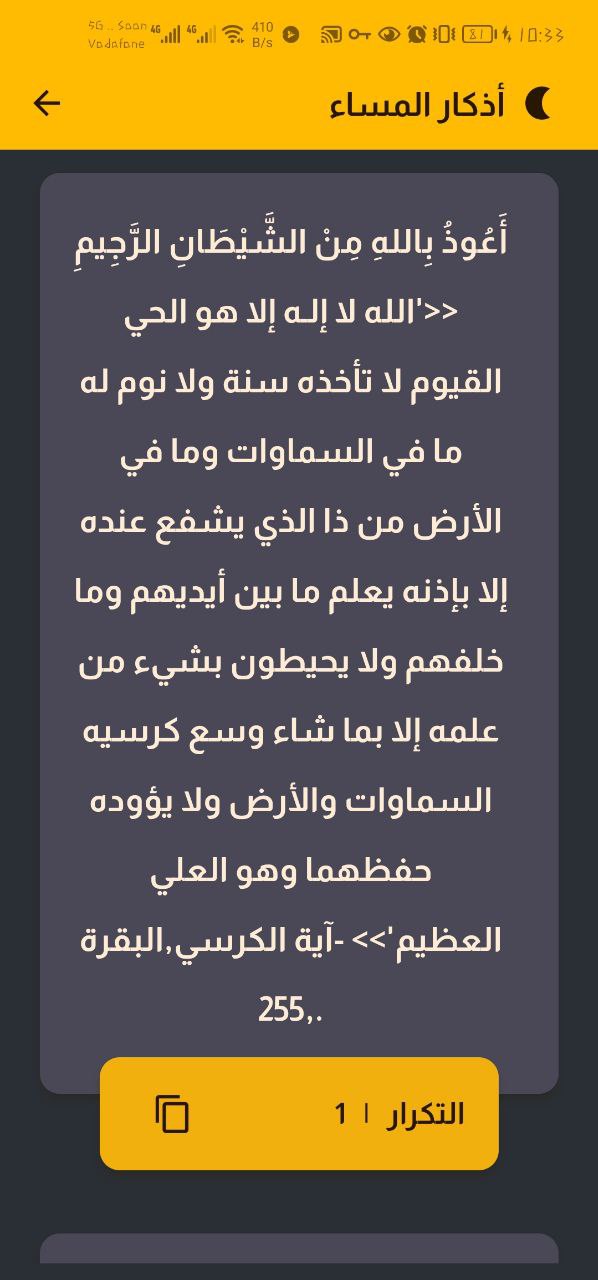 5G .. Soon
Vodafone
4G 4G 410 B/s 81 10:33
أذكار المساء
أَعُوذُ بِاللهِ مِنْ الشَّيْطَانِ الرَّجِيمِ
<<'الله لا إلـه إلا هو الحي
القيوم لا تأخذه سنة ولا نوم له
ما في السماوات وما في
الأرض من ذا الذي يشفع عنده
إلا بإذنه يعلم ما بين أيديهم وما
خلفهم ولا يحيطون بشيء من
علمه إلا بما شاء وسع كرسيه
السماوات والأرض ولا يؤوده
حفظهما وهو العلي
العظيم'>> -آية الكرسي,البقرة
255,.
التكرار | 1